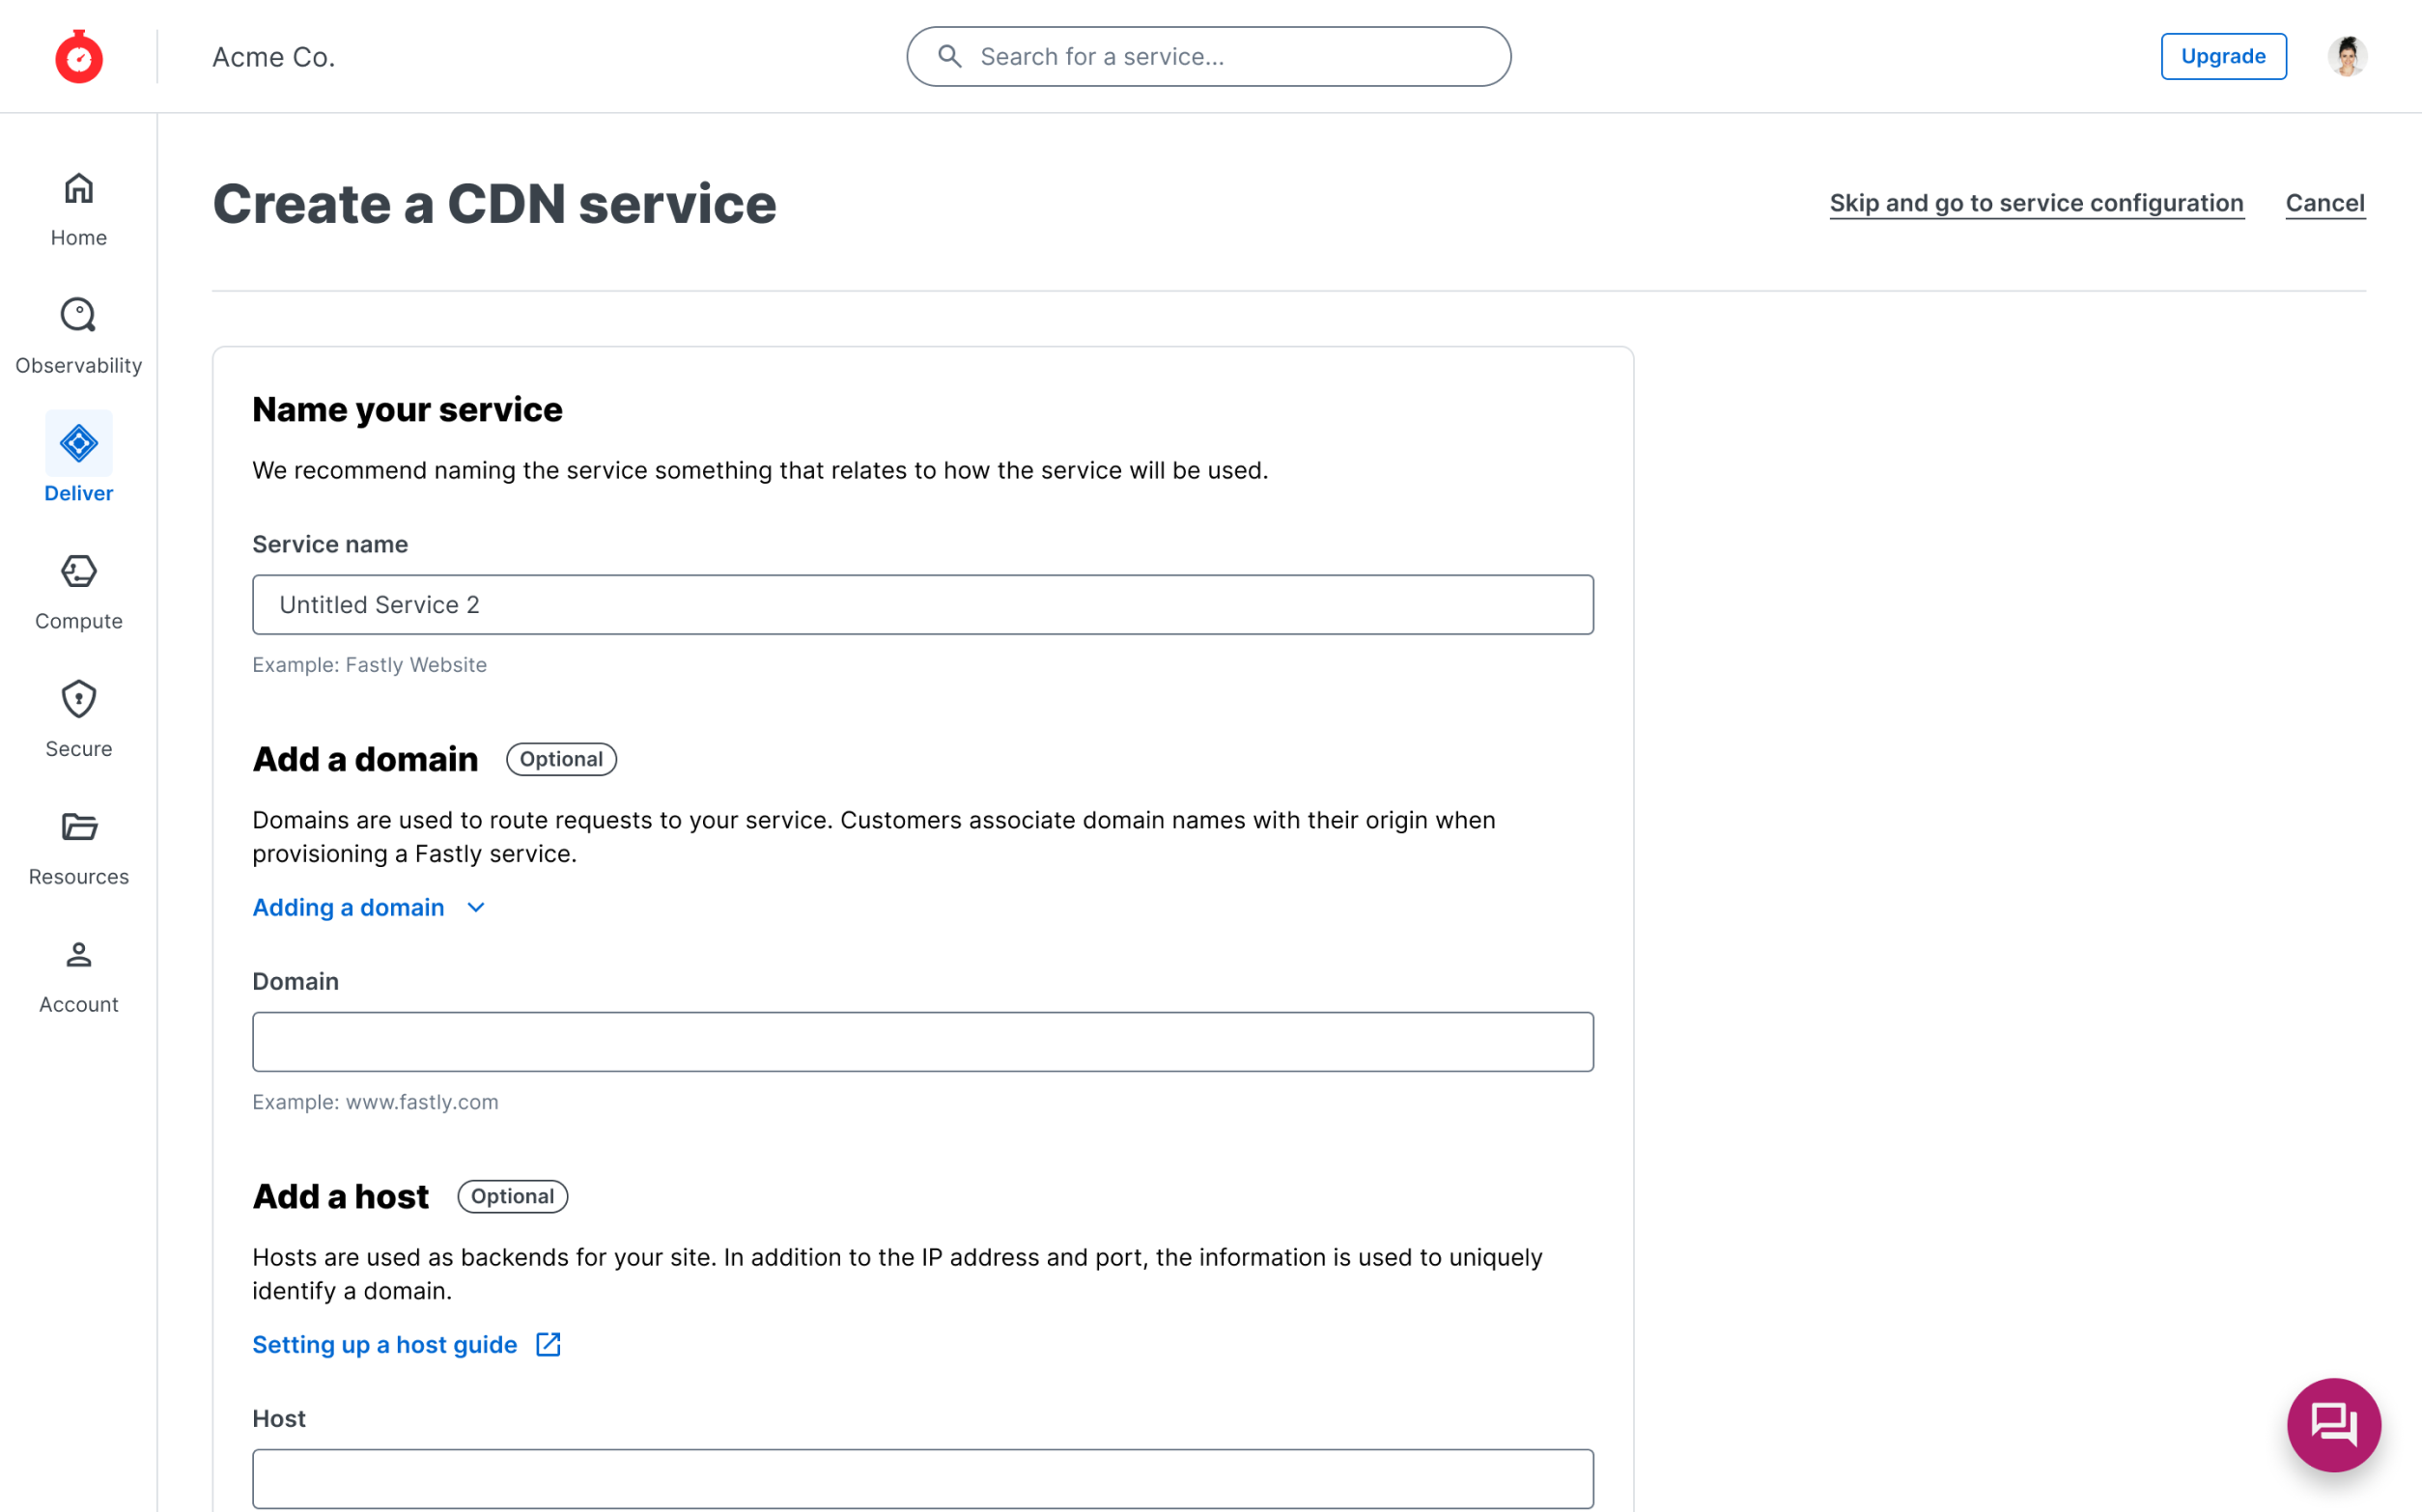 Acme Co.
Search for a service...
Upgrade
Home
Observability
Deliver
Compute
Secure
Resources
Account
Create a CDN service
Skip and go to service configuration
Cancel
Name your service
We recommend naming the service something that relates to how the service will be used.
Service name
Untitled Service 2
Example: Fastly Website
Add a domain
Optional
Domains are used to route requests to your service. Customers associate domain names with their origin when
provisioning a Fastly service.
Adding a domain
Domain
Example: www.fastly.com
Add a host
Optional
Hosts are used as backends for your site. In addition to the IP address and port, the information is used to uniquely
identify a domain.
Setting up a host guide
Host